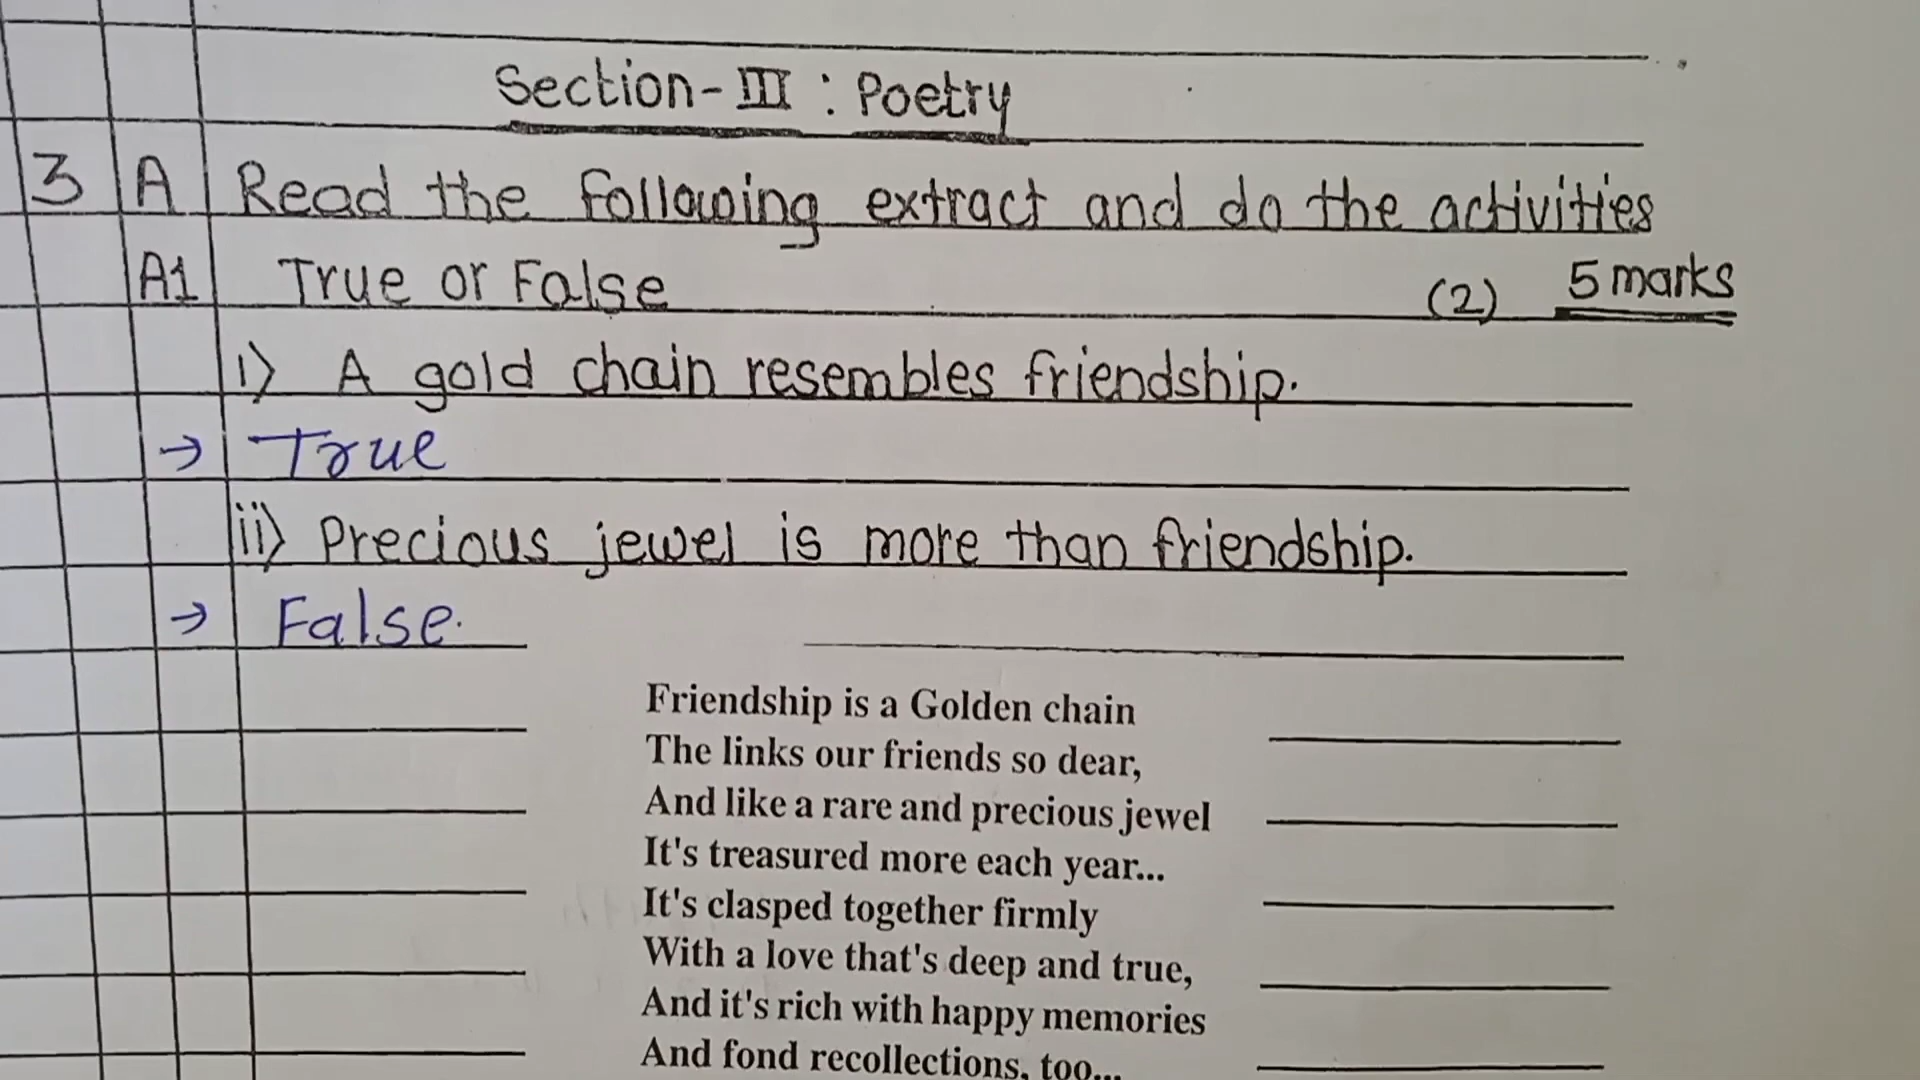 Section-III : Poetry
3 A Read the following extract and do the activities
A1 True or False (2) 5 marks
i) A gold chain resembles friendship.
→ True
ii) Precious jewel is more than friendship.
→ False.
Friendship is a Golden chain
The links our friends so dear,
And like a rare and precious jewel
It's treasured more each year...
It's clasped together firmly
With a love that's deep and true,
And it's rich with happy memories
And fond recollections, too...